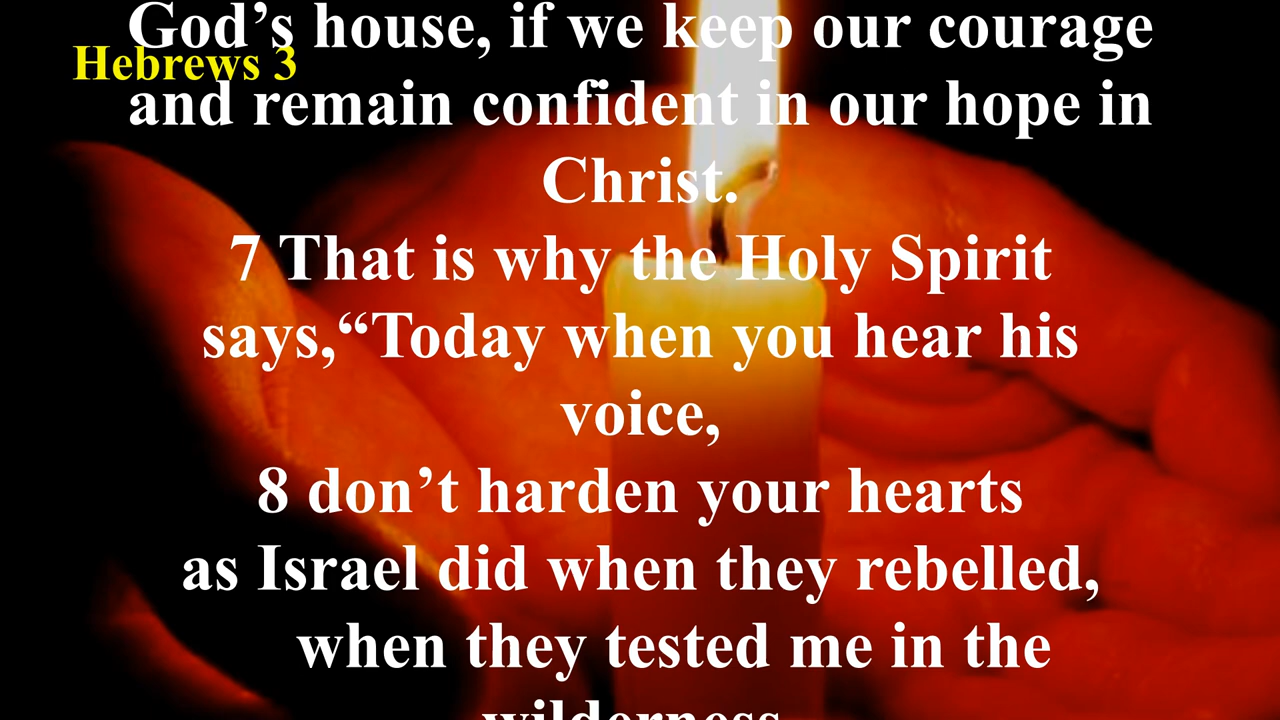 God’s house, if we keep our courage
Hebrews 3
and remain confident in our hope in
Christ.
7 That is why the Holy Spirit
says,“Today when you hear his
voice,
8 don’t harden your hearts
as Israel did when they rebelled,
when they tested me in the
wilderness.